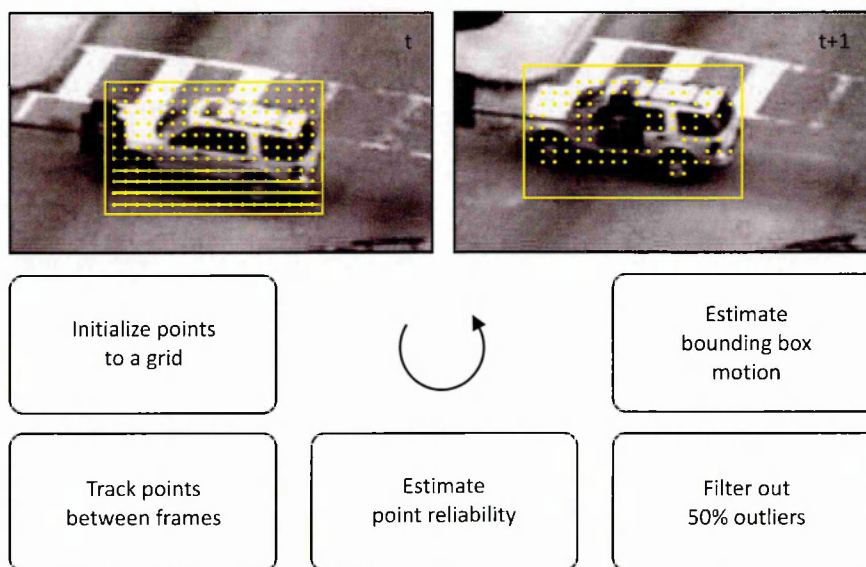 t
t+1
Initialize points
to a grid
Estimate
bounding box
motion
Track points
between frames
Estimate
point reliability
Filter out
50% outliers